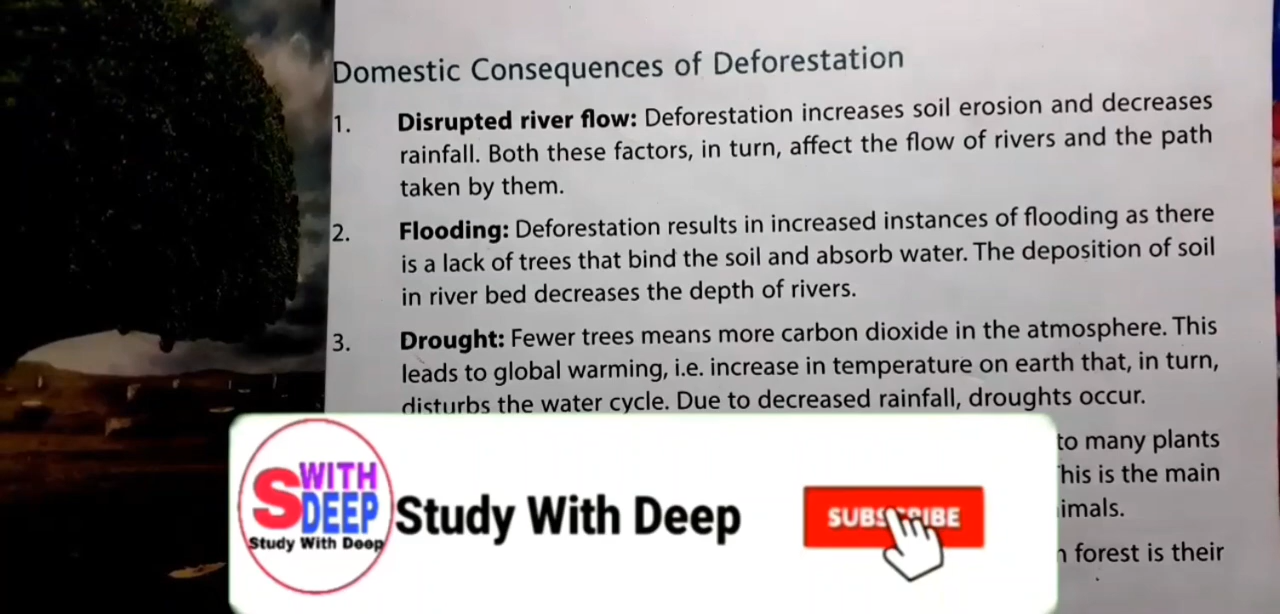 Domestic Consequences of Deforestation
1. Disrupted river flow: Deforestation increases soil erosion and decreases
rainfall. Both these factors, in turn, affect the flow of rivers and the path
taken by them.
2. Flooding: Deforestation results in increased instances of flooding as there
is a lack of trees that bind the soil and absorb water. The deposition of soil
in river bed decreases the depth of rivers.
3. Drought: Fewer trees means more carbon dioxide in the atmosphere. This
leads to global warming, i.e. increase in temperature on earth that, in turn,
disturbs the water cycle. Due to decreased rainfall, droughts occur.
to many plants
is the main
forest is their
S WITH
DEEP
Study With Deep
Study With Deep
SUBSCRIBE